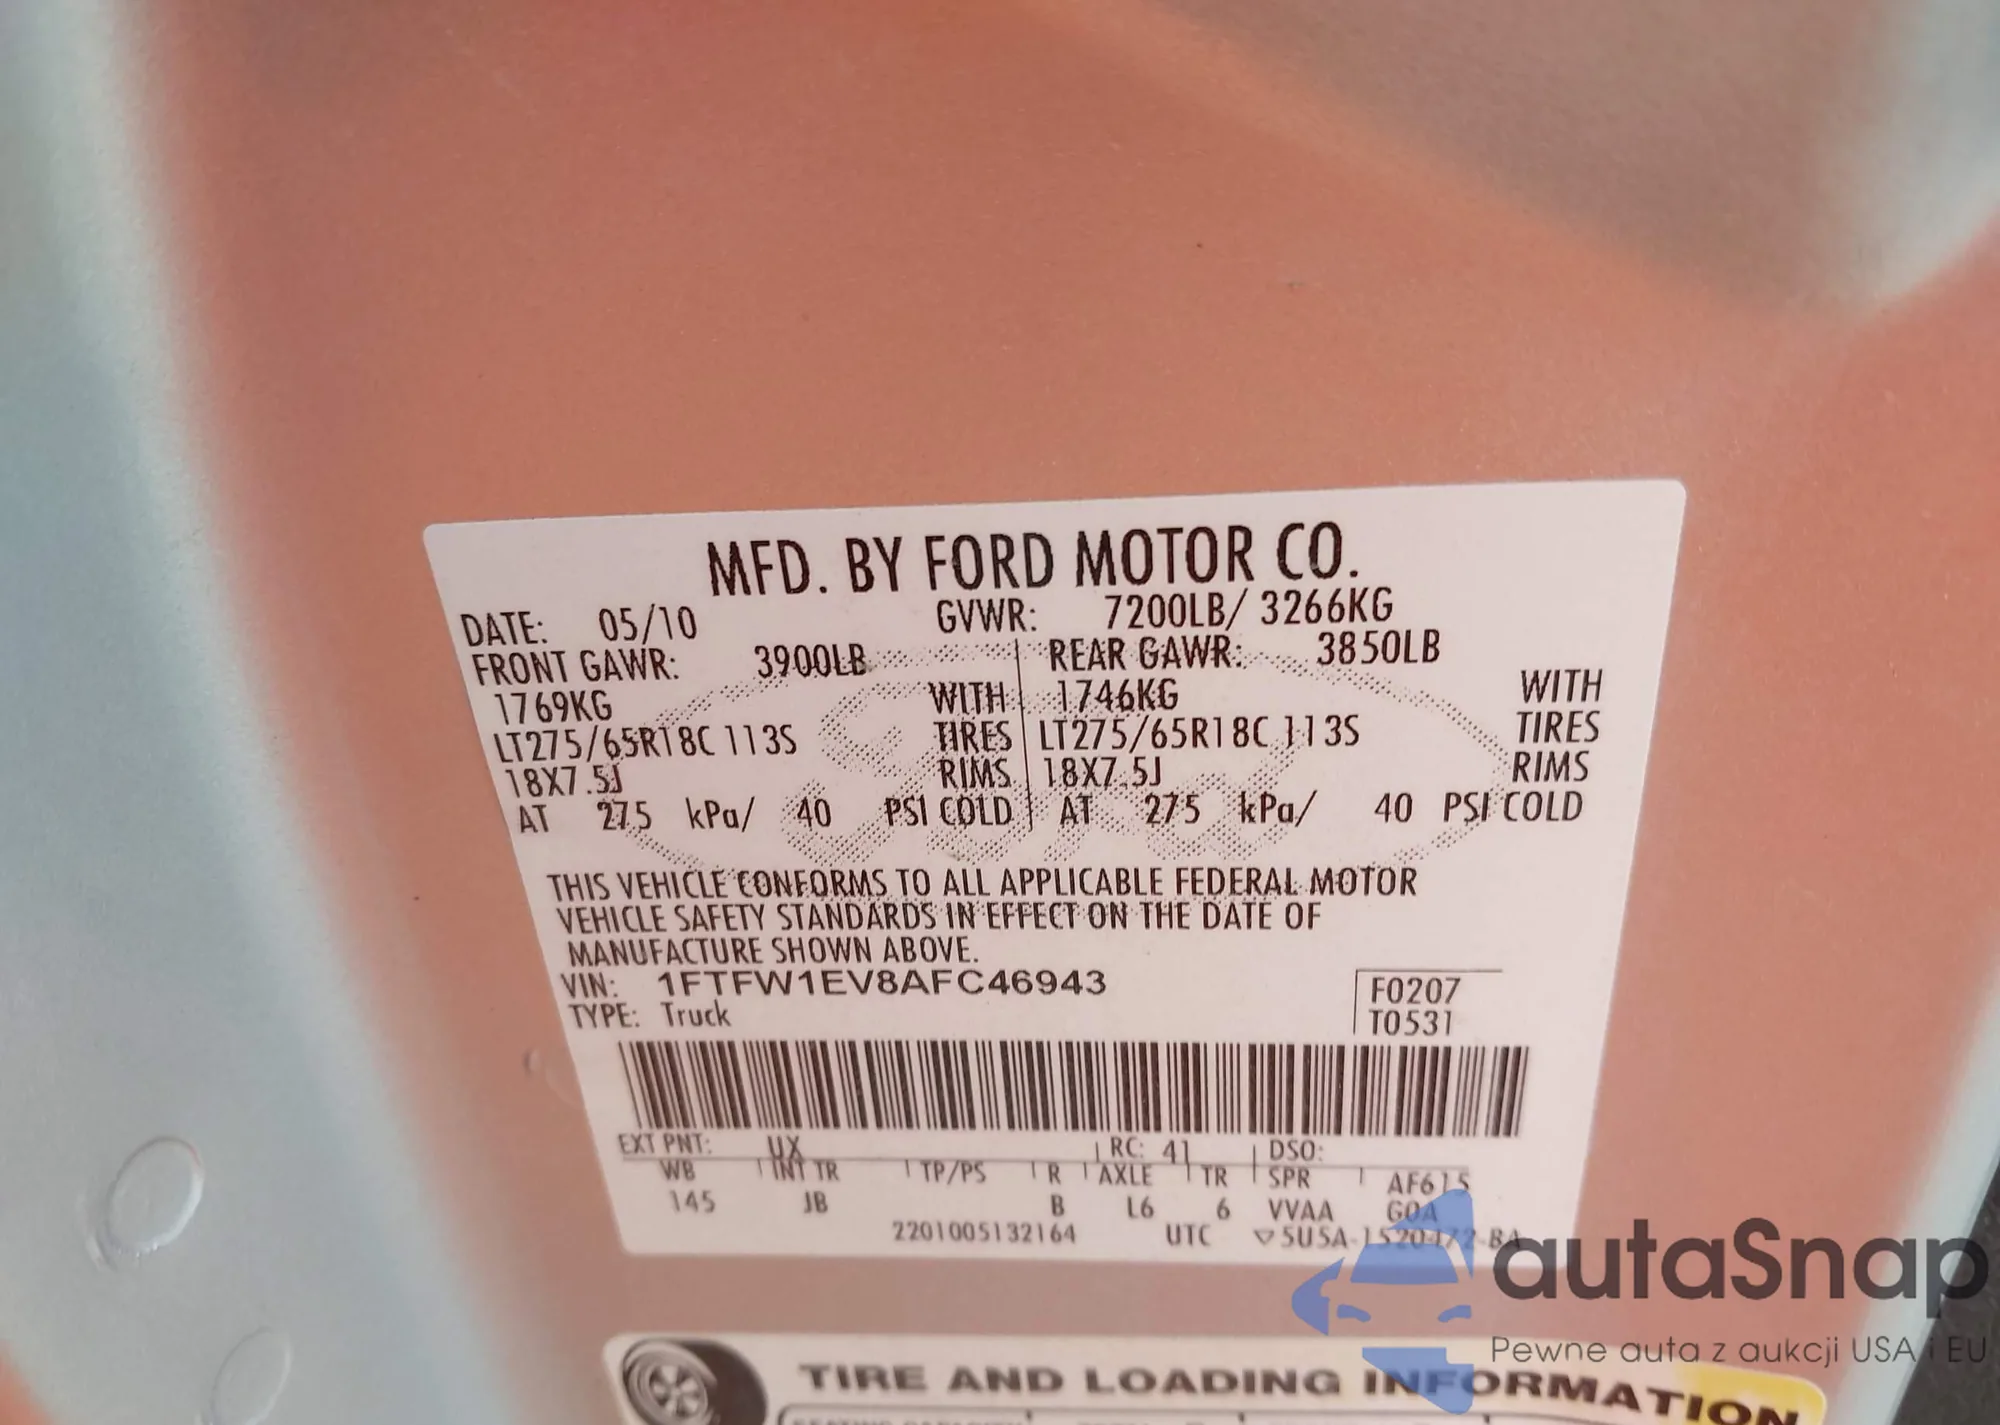 MFD. BY FORD MOTOR CO.
DATE: 05/10 GVWR: 7200LB/ 3266KG
FRONT GAWR: 3900LB REAR GAWR: 3850LB
1769KG WITH 1746KG WITH
LT275/65R18C 113S TIRES LT275/65R18C 113S TIRES
18X7.5J RIMS 18X7.5J RIMS
AT 275 kPa/ 40 PSI COLD AT 275 kPa/ 40 PSI COLD
THIS VEHICLE CONFORMS TO ALL APPLICABLE FEDERAL MOTOR
VEHICLE SAFETY STANDARDS IN EFFECT ON THE DATE OF
MANUFACTURE SHOWN ABOVE.
VIN: 1FTFW1EV8AFC46943 F0207
TYPE: Truck T0531
EXT PNT: UX RC: 41 DSO:
WB INT TR TP/PS R AXLE TR SPR AF615
145 JB B L6 6 VVAA GOA
2201005132164 UTC ▽5USA-1520472-BA
autaSnap
Pewne auta z aukcji USA i EU
TIRE AND LOADING INFORMATION